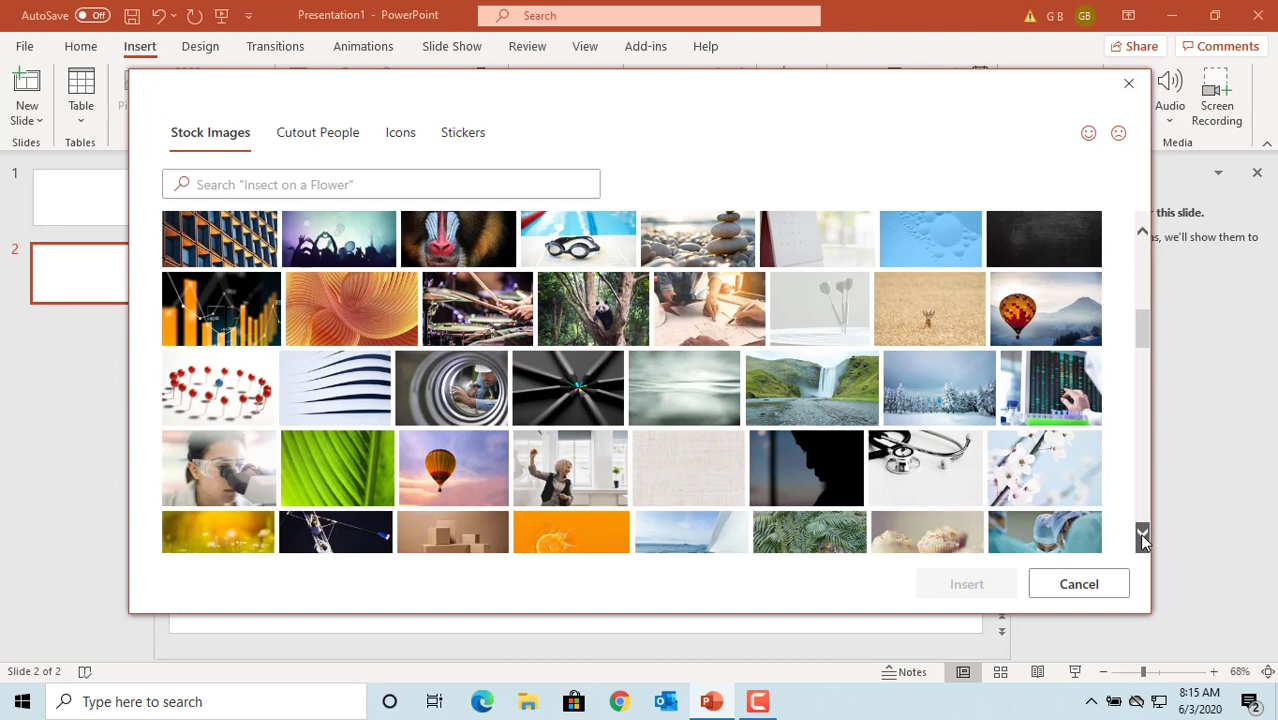 AutoSave Off Presentation1 - PowerPoint Search G B GB
File Home Insert Design Transitions Animations Slide Show Review View Add-ins Help Share Comments
New Slide
Table
Audio
Screen Recording
Slides Tables Media
Stock Images Cutout People Icons Stickers
Search "Insect on a Flower"
1
2
this slide.
we'll show them to
Insert Cancel
Slide 2 of 2 Notes 68%
Type here to search
8:15 AM
6/3/2020
2